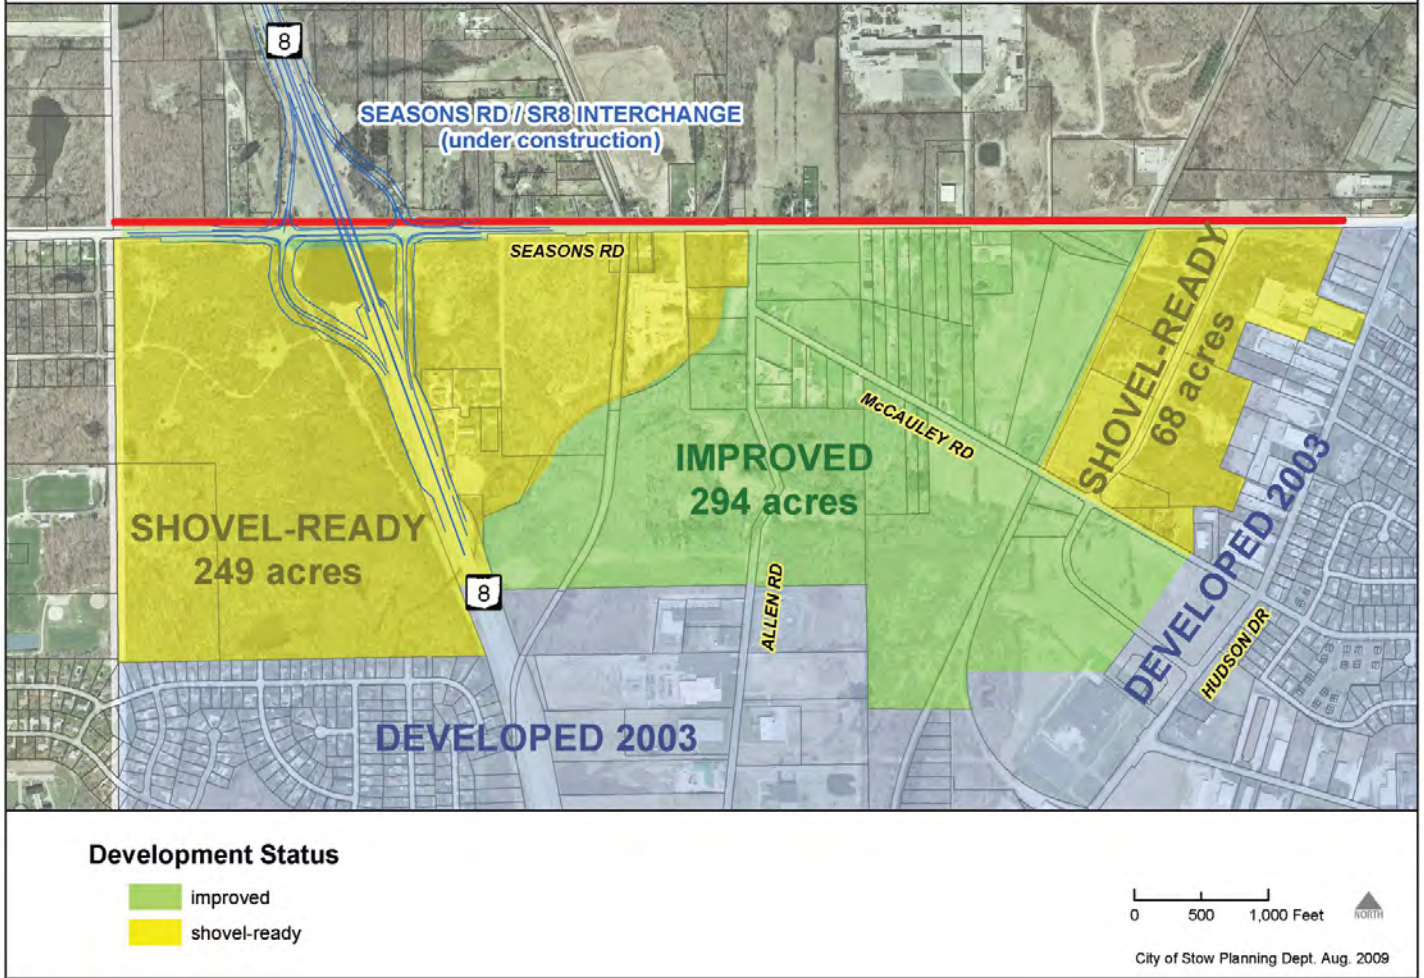 8
SEASONS RD / SR8 INTERCHANGE
(under construction)
SEASONS RD
SHOVEL-READY
68 acres
McCAULEY RD
IMPROVED
294 acres
SHOVEL-READY
249 acres
8
ALLEN RD
DEVELOPED 2003
HUDSON DR
DEVELOPED 2003
Development Status
improved
shovel-ready
0 500 1,000 Feet
NORTH
City of Stow Planning Dept. Aug. 2009